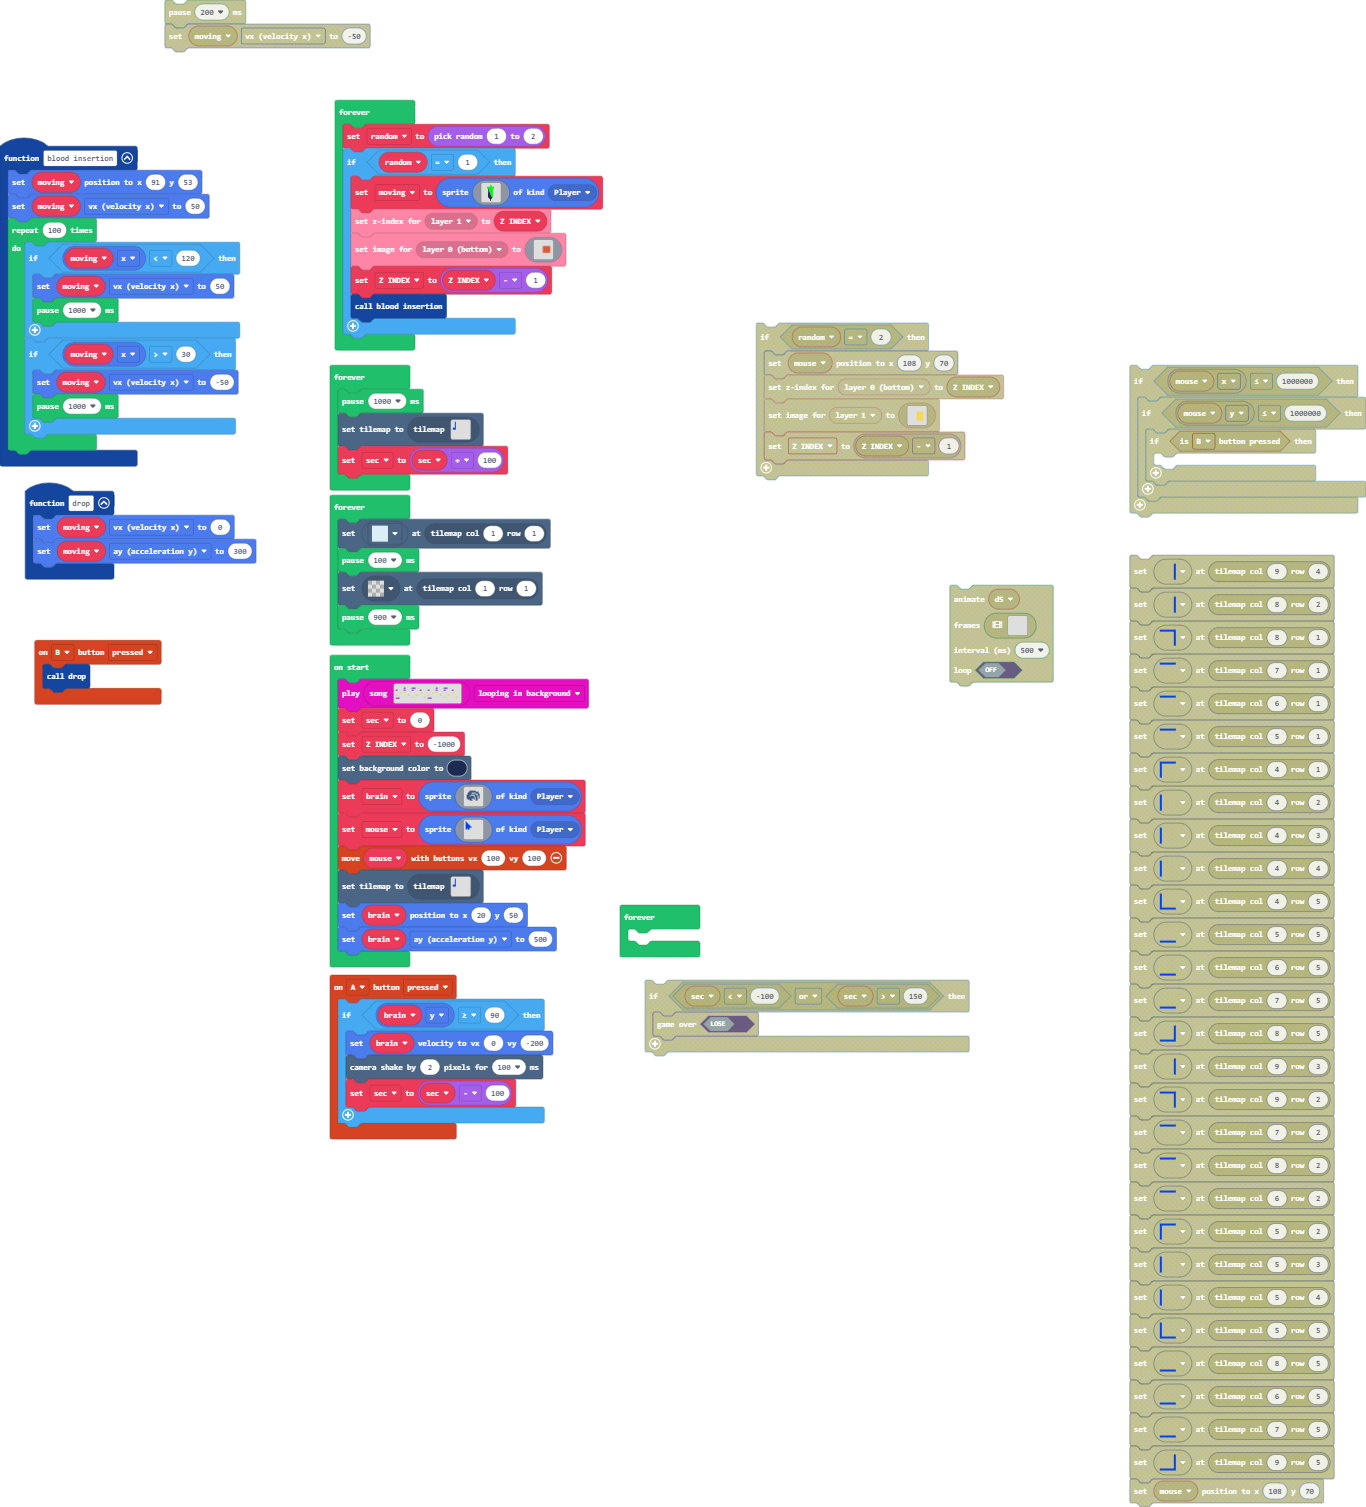 pause 200 ms
set moving vx (velocity x) to -50
function blood insertion
set moving position to x 91 y 53
set moving vx (velocity x) to 50
repeat 100 times
do
if moving x < 120 then
set moving vx (velocity x) to 50
pause 1000 ms
if moving x > 30 then
set moving vx (velocity x) to -50
pause 1000 ms
function drop
set moving vx (velocity x) to 0
set moving ay (acceleration y) to 300
on B button pressed
call drop
forever
set random to pick random 1 to 2
if random = 1 then
set moving to sprite of kind Player
set z-index for layer 1 to Z INDEX
set image for layer 0 (bottom) to
set Z INDEX to Z INDEX - 1
call blood insertion
forever
pause 1000 ms
set tilemap to tilemap
set sec to sec + 100
forever
set at tilemap col 1 row 1
pause 100 ms
set at tilemap col 1 row 1
pause 900 ms
on start
play song looping in background
set sec to 0
set Z INDEX to -1000
set background color to
set brain to sprite of kind Player
set mouse to sprite of kind Player
move mouse with buttons vx 100 vy 100
set tilemap to tilemap
set brain position to x 20 y 50
set brain ay (acceleration y) to 500
on A button pressed
if brain y ≥ 90 then
set brain velocity to vx 0 vy -200
camera shake by 2 pixels for 100 ms
set sec to sec - 100
forever
if sec < -100 or sec > 150 then
game over LOSE
if random = 2 then
set mouse position to x 108 y 70
set z-index for layer 0 (bottom) to Z INDEX
set image for layer 1 to
set Z INDEX to Z INDEX - 1
animate d5
frames
interval (ms) 500
loop OFF
if mouse x ≤ 1000000 then
if mouse y ≤ 1000000 then
if is B button pressed then
set at tilemap col 9 row 4
set at tilemap col 8 row 2
set at tilemap col 8 row 1
set at tilemap col 7 row 1
set at tilemap col 6 row 1
set at tilemap col 5 row 1
set at tilemap col 4 row 1
set at tilemap col 4 row 2
set at tilemap col 4 row 3
set at tilemap col 4 row 4
set at tilemap col 4 row 5
set at tilemap col 5 row 5
set at tilemap col 6 row 5
set at tilemap col 7 row 5
set at tilemap col 8 row 5
set at tilemap col 9 row 3
set at tilemap col 9 row 2
set at tilemap col 7 row 2
set at tilemap col 8 row 2
set at tilemap col 6 row 2
set at tilemap col 5 row 2
set at tilemap col 5 row 3
set at tilemap col 5 row 4
set at tilemap col 5 row 5
set at tilemap col 8 row 5
set at tilemap col 6 row 5
set at tilemap col 7 row 5
set at tilemap col 9 row 5
set mouse position to x 108 y 70